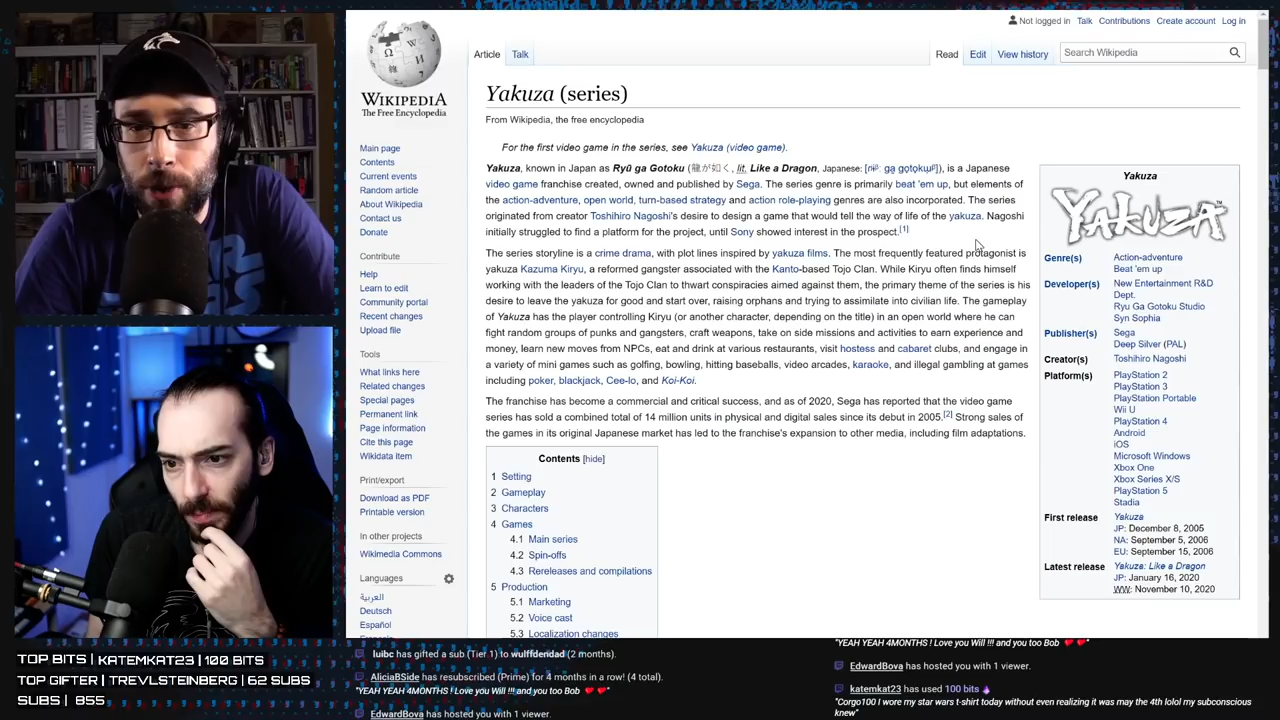 Not logged in Talk Contributions Create account Log in
Article Talk Read Edit View history Search Wikipedia
WIKIPEDIA
The Free Encyclopedia
Main page
Contents
Current events
Random article
About Wikipedia
Contact us
Donate
Contribute
Help
Learn to edit
Community portal
Recent changes
Upload file
Tools
What links here
Related changes
Special pages
Permanent link
Page information
Cite this page
Wikidata item
Print/export
Download as PDF
Printable version
In other projects
Wikimedia Commons
Languages
العربية
Deutsch
Español
Yakuza (series)
From Wikipedia, the free encyclopedia
For the first video game in the series, see Yakuza (video game).
Yakuza, known in Japan as Ryū ga Gotoku (龍が如く, lit. Like a Dragon, Japanese: ), is a Japanese
video game franchise created, owned and published by Sega. The series genre is primarily beat 'em up, but elements of
the action-adventure, open world, turn-based strategy and action role-playing genres are also incorporated. The series
originated from creator Toshihiro Nagoshi's desire to design a game that would tell the way of life of the yakuza. Nagoshi
initially struggled to find a platform for the project, until Sony showed interest in the prospect.[1]
The series storyline is a crime drama, with plot lines inspired by yakuza films. The most frequently featured protagonist is
yakuza Kazuma Kiryu, a reformed gangster associated with the Kanto-based Tojo Clan. While Kiryu often finds himself
working with the leaders of the Tojo Clan to thwart conspiracies aimed against them, the primary theme of the series is his
desire to leave the yakuza for good and start over, raising orphans and trying to assimilate into civilian life. The gameplay
of Yakuza has the player controlling Kiryu (or another character, depending on the title) in an open world where he can
fight random groups of punks and gangsters, craft weapons, take on side missions and activities to earn experience and
money, learn new moves from NPCs, eat and drink at various restaurants, visit hostess and cabaret clubs, and engage in
a variety of mini games such as golfing, bowling, hitting baseballs, video arcades, karaoke, and illegal gambling at games
including poker, blackjack, Cee-lo, and Koi-Koi.
The franchise has become a commercial and critical success, and as of 2020, Sega has reported that the video game
series has sold a combined total of 14 million units in physical and digital sales since its debut in 2005.[2] Strong sales of
the games in its original Japanese market has led to the franchise's expansion to other media, including film adaptations.
Contents [hide]
1 Setting
2 Gameplay
3 Characters
4 Games
4.1 Main series
4.2 Spin-offs
4.3 Rereleases and compilations
5 Production
5.1 Marketing
5.2 Voice cast
5.3 Localization changes
Yakuza
YAKUZA™
Genre(s) Action-adventure
Beat 'em up
Developer(s) New Entertainment R&D
Dept.
Ryu Ga Gotoku Studio
Syn Sophia
Publisher(s) Sega
Deep Silver (PAL)
Creator(s) Toshihiro Nagoshi
Platform(s) PlayStation 2
PlayStation 3
PlayStation Portable
Wii U
PlayStation 4
Android
iOS
Microsoft Windows
Xbox One
Xbox Series X/S
PlayStation 5
Stadia
First release Yakuza
JP: December 8, 2005
NA: September 5, 2006
EU: September 15, 2006
Latest release Yakuza: Like a Dragon
JP: January 16, 2020
WW: November 10, 2020
TOP BITS | KATEMKAT23 | 100 BITS
TOP GIFTER | TREVLSTEINBERG | 62 SUBS
SUBS | 855
luibc has gifted a sub (Tier 1) to wulffdendad (2 months).
AliciaBSide has resubscribed (Prime) for 4 months in a row! (4 total).
"YEAH YEAH 4MONTHS ! Love you Will !!! and you too Bob ❤️ ❤️"
EdwardBova has hosted you with 1 viewer.
"YEAH YEAH 4MONTHS ! Love you Will !!! and you too Bob ❤️ ❤️"
EdwardBova has hosted you with 1 viewer.
katemkat23 has used 100 bits
"Corgo100 I wore my star wars t-shirt today without even realizing it was may the 4th lolol my subconscious
knew"